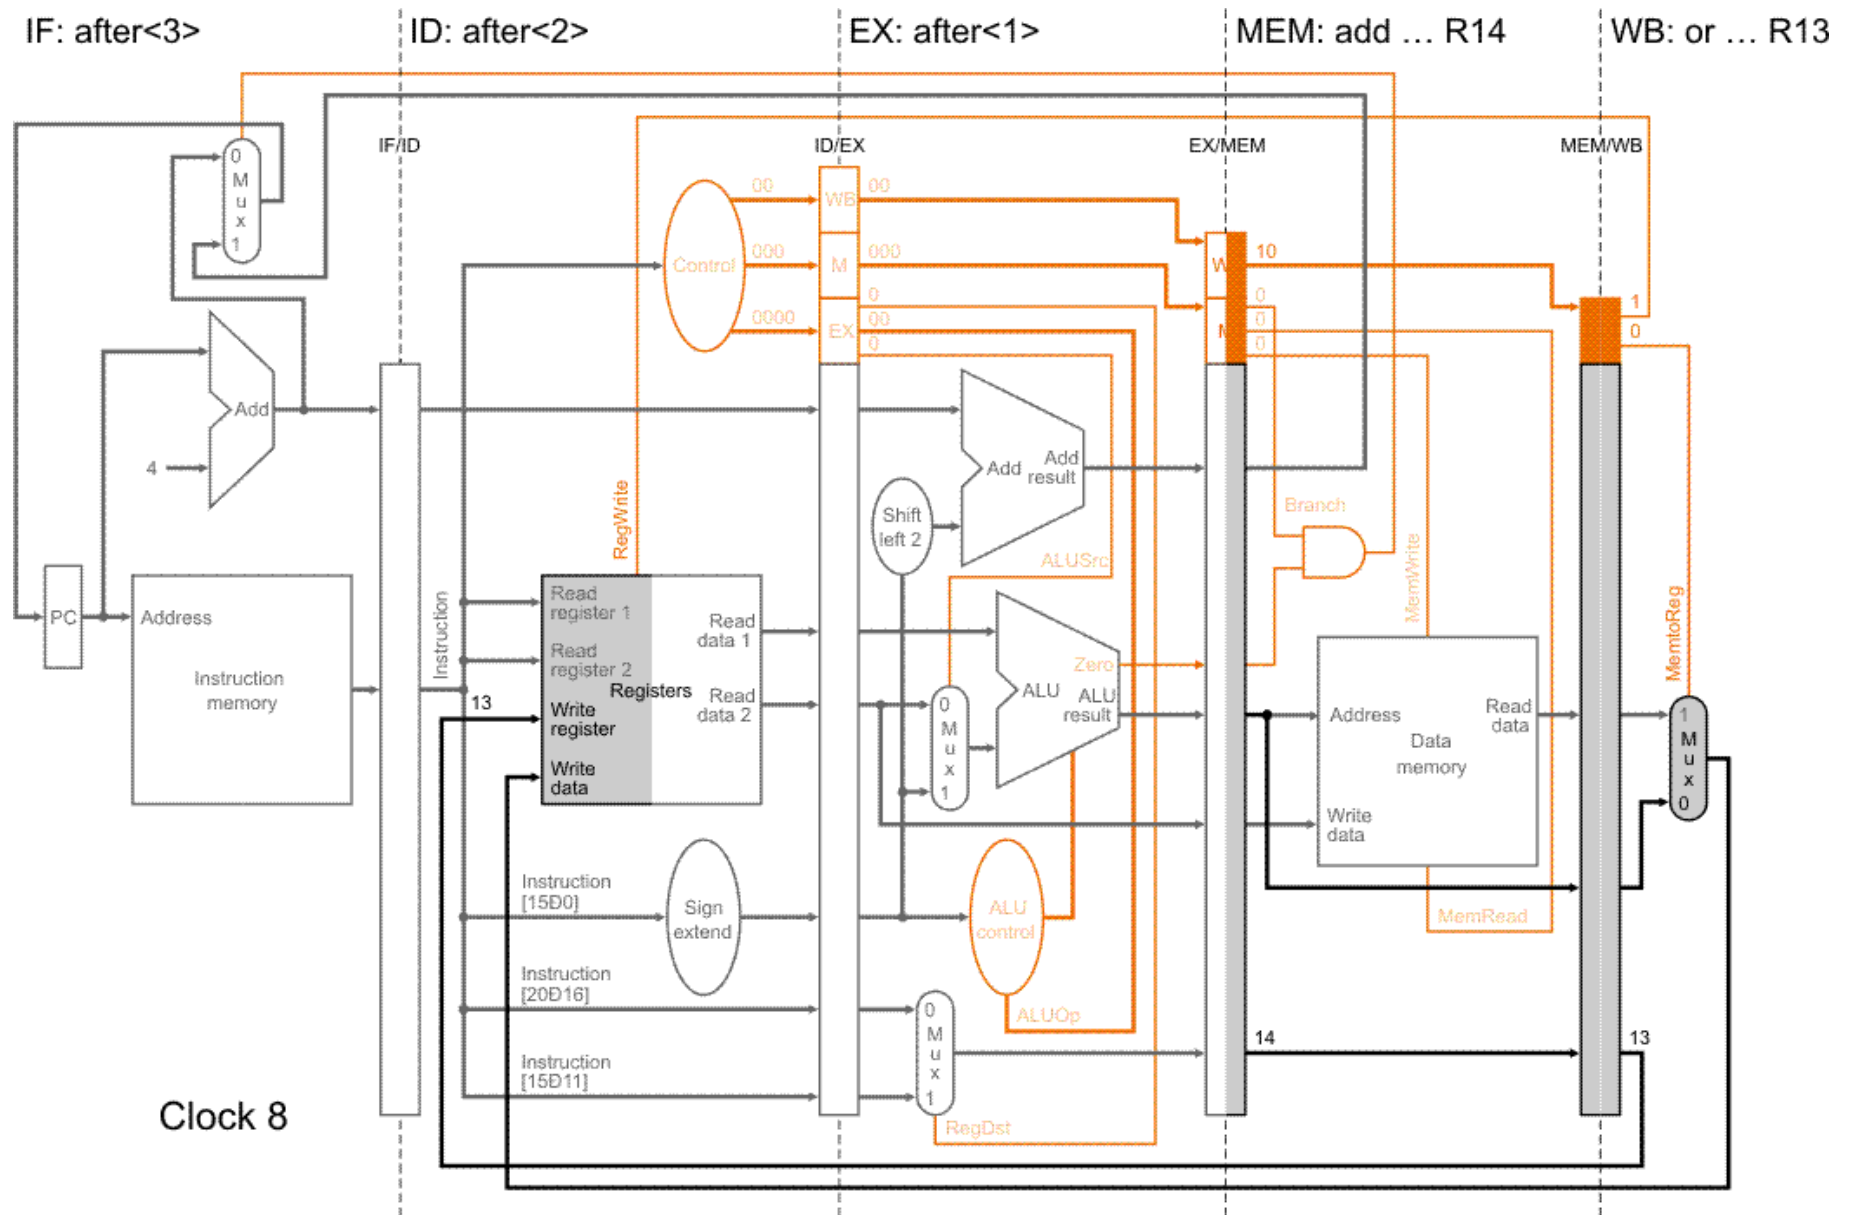 IF: after<3>
ID: after<2>
EX: after<1>
MEM: add … R14
WB: or … R13
IF/ID
ID/EX
EX/MEM
MEM/WB
0
M
u
x
1
Add
4
PC
Address
Instruction
memory
Instruction
Control
00
000
0000
WB
M
EX
00
000
0
00
0
W
M
10
0
0
0
1
0
RegWrite
13
Read
register 1
Read
register 2
Write
register
Write
data
Registers
Read
data 1
Read
data 2
Instruction
[15Ð0]
Sign
extend
Instruction
[20Ð16]
Instruction
[15Ð11]
Shift
left 2
Add
Add
result
ALUSrc
0
M
u
x
1
ALU
Zero
ALU
result
ALU
control
ALUOp
0
M
u
x
1
RegDst
Branch
MemWrite
Address
Read
data
Data
memory
Write
data
MemRead
14
MemtoReg
1
M
u
x
0
13
Clock 8